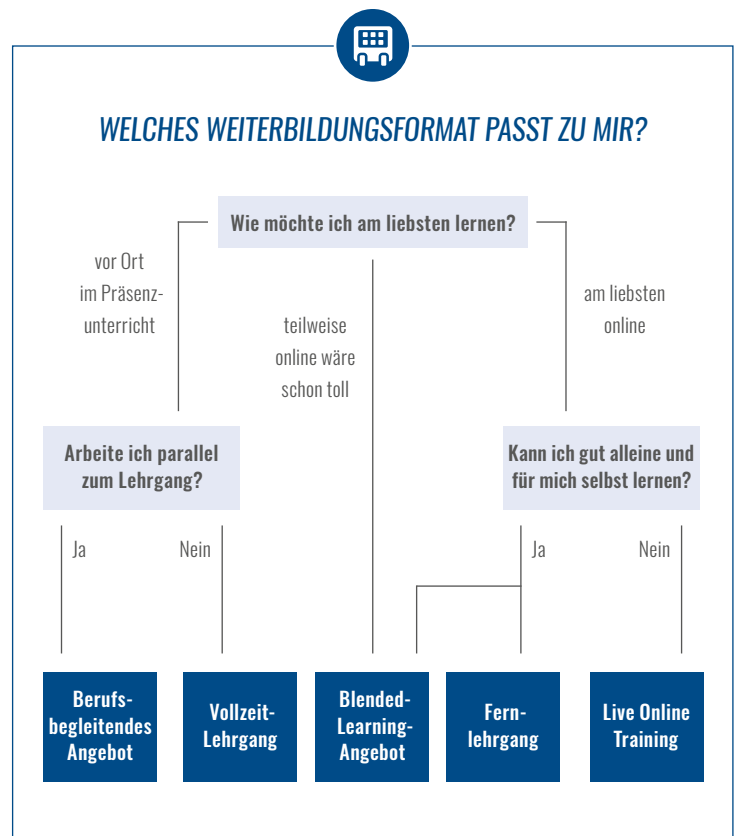 WELCHES WEITERBILDUNGSFORMAT PASST ZU MIR?
Wie möchte ich am liebsten lernen?
vor Ort
im Präsenz-
unterricht
teilweise
online wäre
schon toll
am liebsten
online
Arbeite ich parallel
zum Lehrgang?
Kann ich gut alleine und
für mich selbst lernen?
Ja
Nein
Ja
Nein
Berufs-
begleitendes
Angebot
Vollzeit-
Lehrgang
Blended-
Learning-
Angebot
Fern-
lehrgang
Live Online
Training